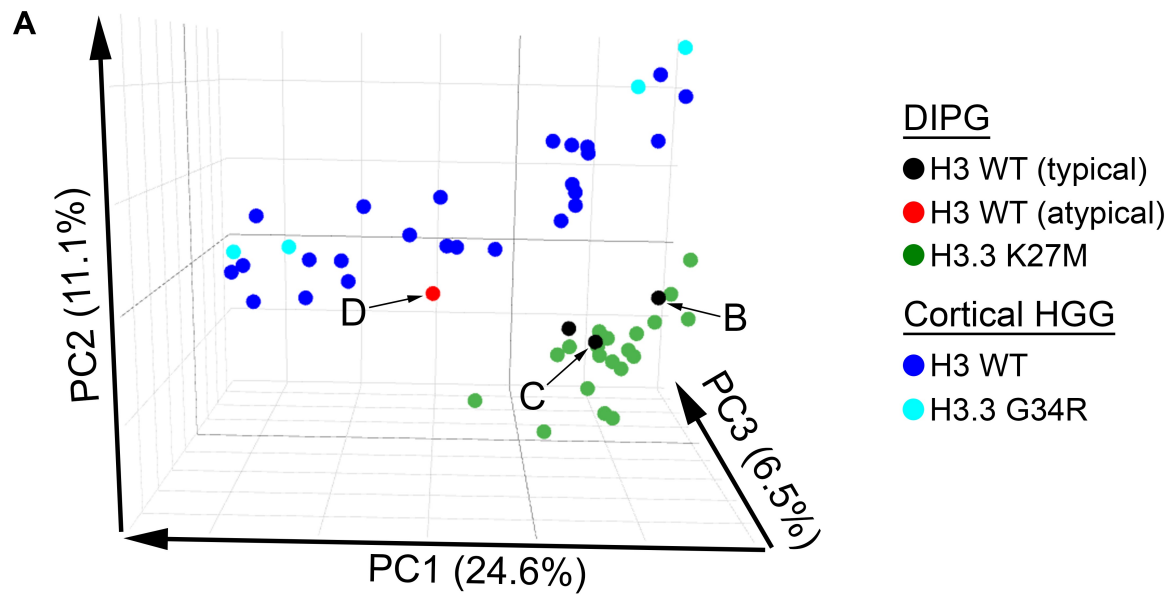 A
PC2 (11.1%)
D
B
C
PC3 (6.5%)
PC1 (24.6%)
DIPG
H3 WT (typical)
H3 WT (atypical)
H3.3 K27M
Cortical HGG
H3 WT
H3.3 G34R